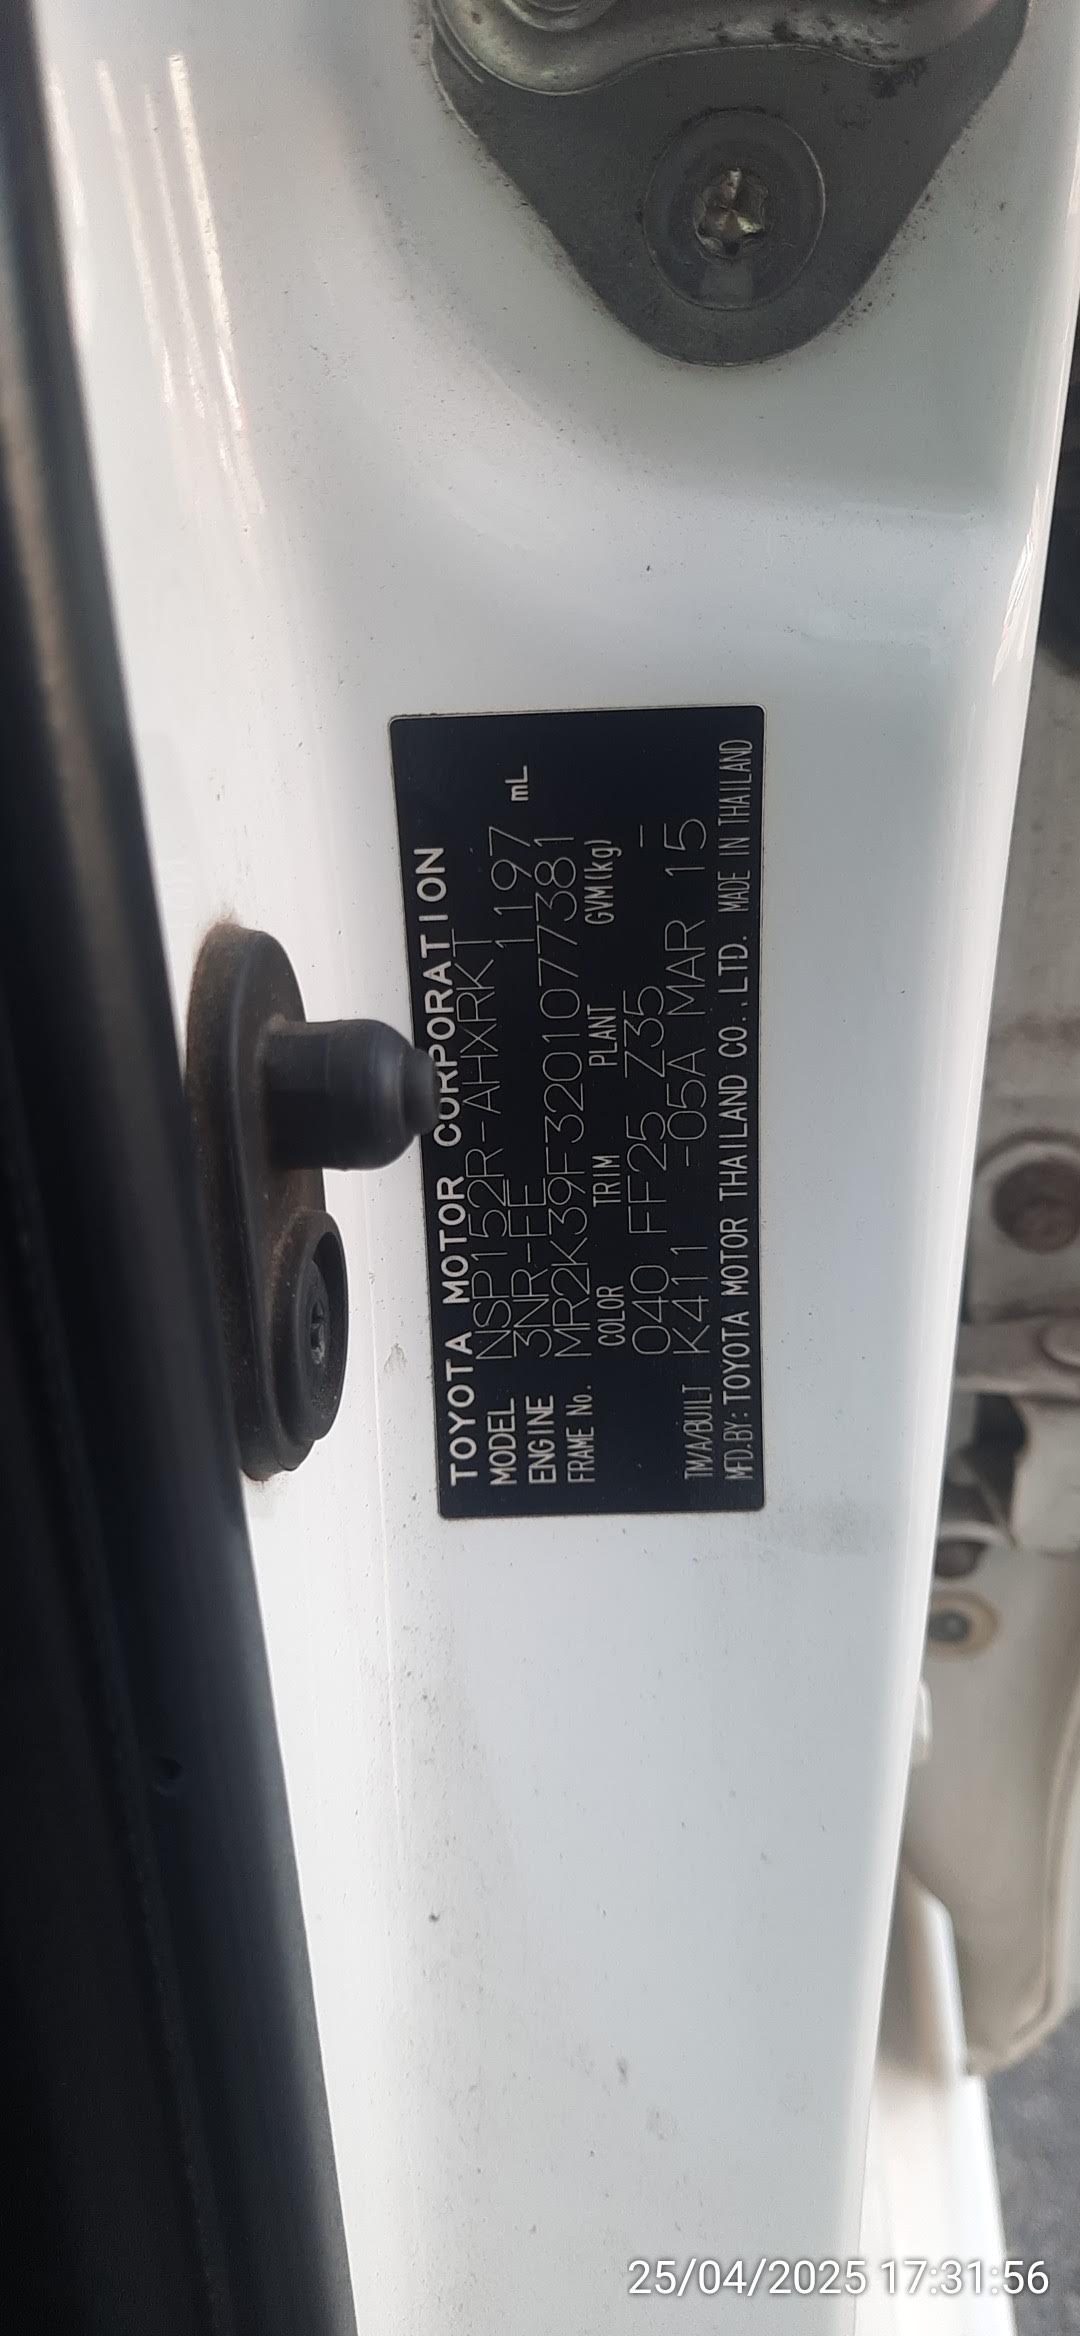 TOYOTA MOTOR CORPORATION
MODEL NSP152R-AHXRKT
ENGINE 3NR-FE 1197 mL
FRAME No. MR2K39F3201077381
COLOR TRIM PLANT GVM(kg)
040 FF25 Z35 -
TM/A/BUILT K411 -05A MAR 15
MFD.BY: TOYOTA MOTOR THAILAND CO.,LTD. MADE IN THAILAND
25/04/2025 17:31:56